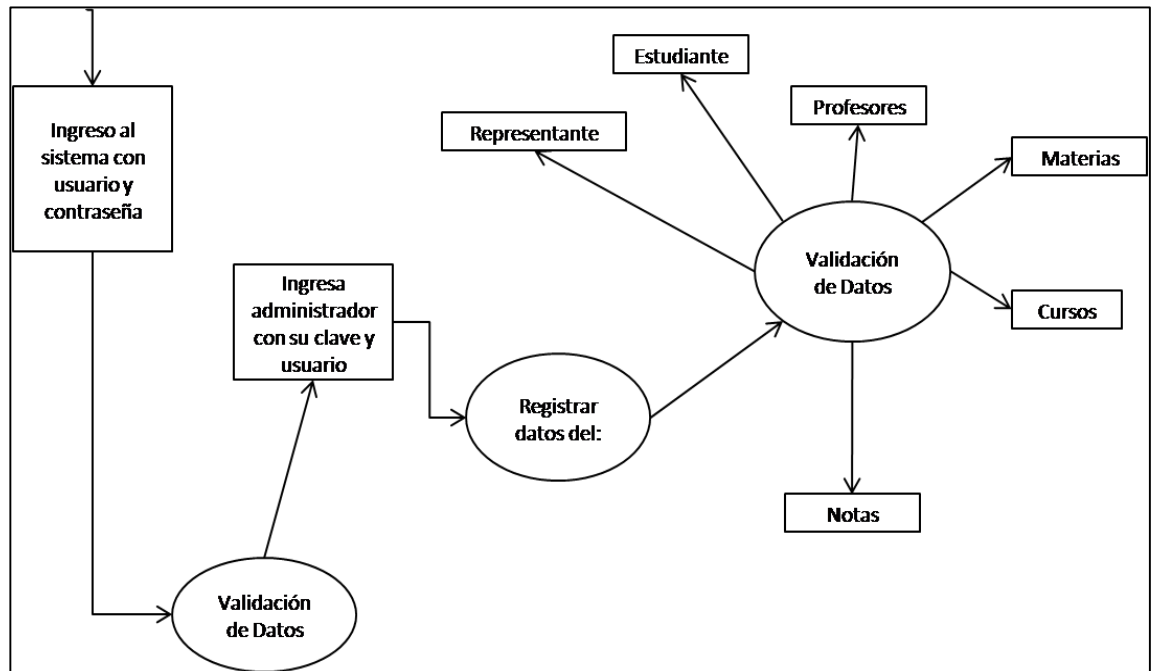 Ingreso al
sistema con
usuario y
contraseña
Estudiante
Profesores
Representante
Materias
Validación
de Datos
Ingresa
administrador
con su clave y
usuario
Cursos
Registrar
datos del:
Notas
Validación
de Datos